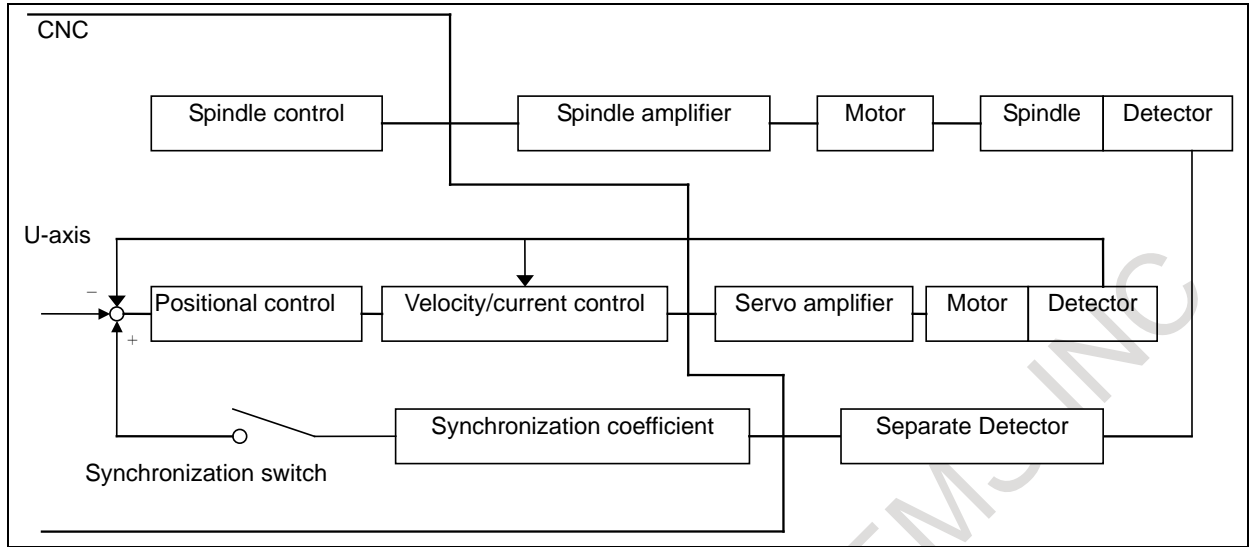 CNC
Spindle control
Spindle amplifier
Motor
Spindle
Detector
U-axis
−
Positional control
Velocity/current control
Servo amplifier
Motor
Detector
+
Synchronization coefficient
Separate Detector
Synchronization switch